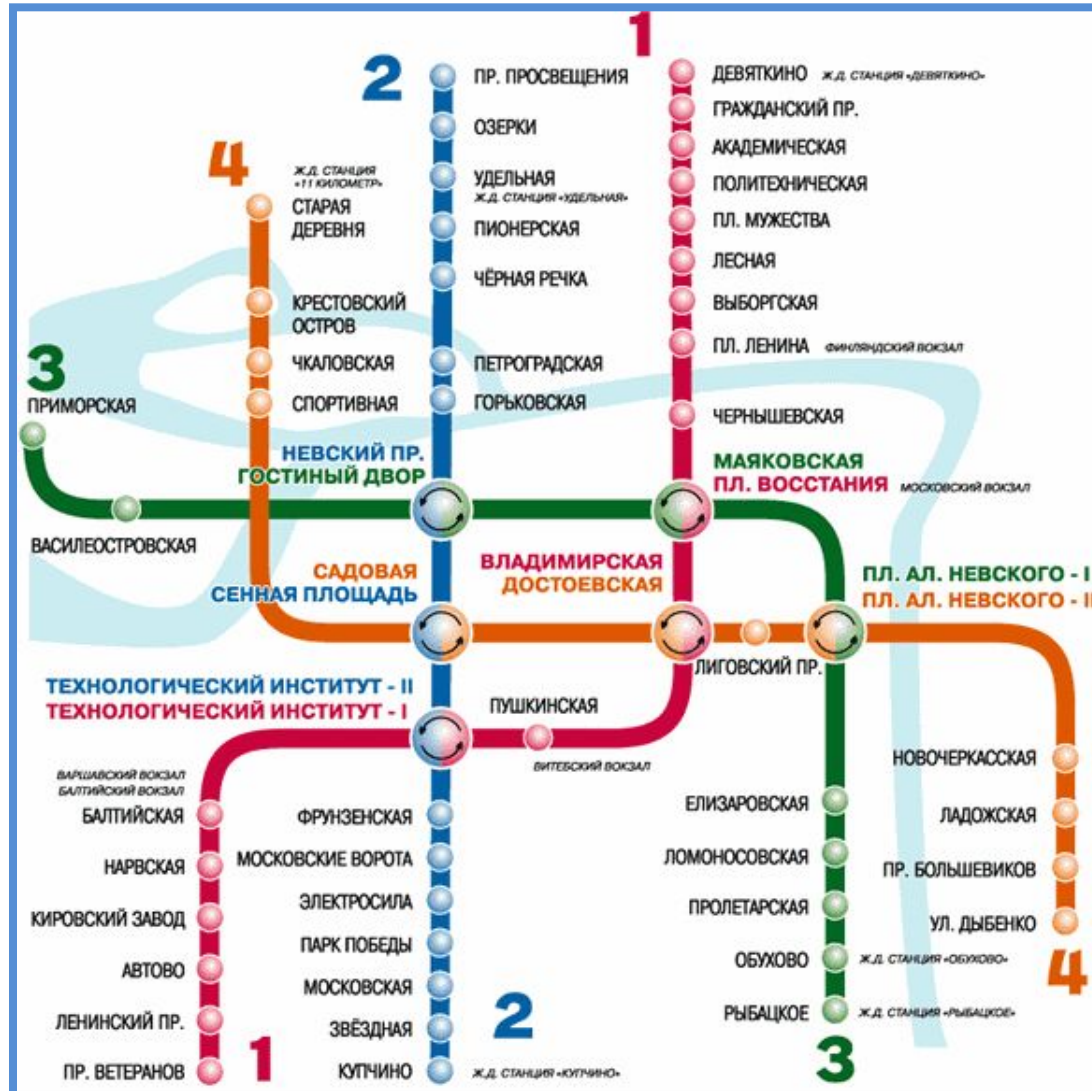 1
2
ПР. ПРОСВЕЩЕНИЯ
ОЗЕРКИ
УДЕЛЬНАЯ
Ж.Д. СТАНЦИЯ «УДЕЛЬНАЯ»
ПИОНЕРСКАЯ
ЧЁРНАЯ РЕЧКА
ПЕТРОГРАДСКАЯ
ГОРЬКОВСКАЯ
ДЕВЯТКИНО Ж.Д. СТАНЦИЯ «ДЕВЯТКИНО»
ГРАЖДАНСКИЙ ПР.
АКАДЕМИЧЕСКАЯ
ПОЛИТЕХНИЧЕСКАЯ
ПЛ. МУЖЕСТВА
ЛЕСНАЯ
ВЫБОРГСКАЯ
ПЛ. ЛЕНИНА ФИНЛЯНДСКИЙ ВОКЗАЛ
ЧЕРНЫШЕВСКАЯ
4
Ж.Д. СТАНЦИЯ
«11 КИЛОМЕТР»
СТАРАЯ
ДЕРЕВНЯ
КРЕСТОВСКИЙ
ОСТРОВ
ЧКАЛОВСКАЯ
СПОРТИВНАЯ
3
ПРИМОРСКАЯ
ВАСИЛЕОСТРОВСКАЯ
НЕВСКИЙ ПР.
ГОСТИНЫЙ ДВОР
МАЯКОВСКАЯ
ПЛ. ВОССТАНИЯ МОСКОВСКИЙ ВОКЗАЛ
САДОВАЯ
СЕННАЯ ПЛОЩАДЬ
ВЛАДИМИРСКАЯ
ДОСТОЕВСКАЯ
ПЛ. АЛ. НЕВСКОГО - I
ПЛ. АЛ. НЕВСКОГО - II
ЛИГОВСКИЙ ПР.
ТЕХНОЛОГИЧЕСКИЙ ИНСТИТУТ - II
ТЕХНОЛОГИЧЕСКИЙ ИНСТИТУТ - I
ПУШКИНСКАЯ
ВИТЕБСКИЙ ВОКЗАЛ
ВАРШАВСКИЙ ВОКЗАЛ
БАЛТИЙСКИЙ ВОКЗАЛ
БАЛТИЙСКАЯ
НАРВСКАЯ
КИРОВСКИЙ ЗАВОД
АВТОВО
ЛЕНИНСКИЙ ПР.
ПР. ВЕТЕРАНОВ
1
ФРУНЗЕНСКАЯ
МОСКОВСКИЕ ВОРОТА
ЭЛЕКТРОСИЛА
ПАРК ПОБЕДЫ
МОСКОВСКАЯ
ЗВЁЗДНАЯ
КУПЧИНО Ж.Д. СТАНЦИЯ «КУПЧИНО»
2
ЕЛИЗАРОВСКАЯ
ЛОМОНОСОВСКАЯ
ПРОЛЕТАРСКАЯ
ОБУХОВО Ж.Д. СТАНЦИЯ «ОБУХОВО»
РЫБАЦКОЕ Ж.Д. СТАНЦИЯ «РЫБАЦКОЕ»
3
НОВОЧЕРКАССКАЯ
ЛАДОЖСКАЯ
ПР. БОЛЬШЕВИКОВ
УЛ. ДЫБЕНКО
4